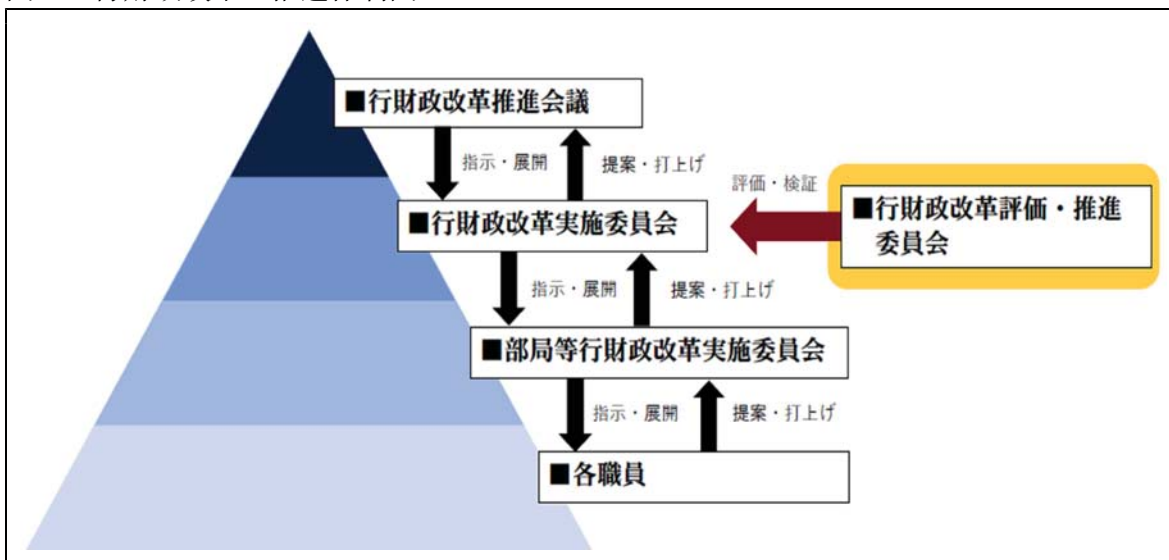 ■行財政改革推進会議
指示・展開
提案・打上げ
評価・検証
■行財政改革評価・推進
委員会
■行財政改革実施委員会
指示・展開
提案・打上げ
■部局等行財政改革実施委員会
指示・展開
提案・打上げ
■各職員